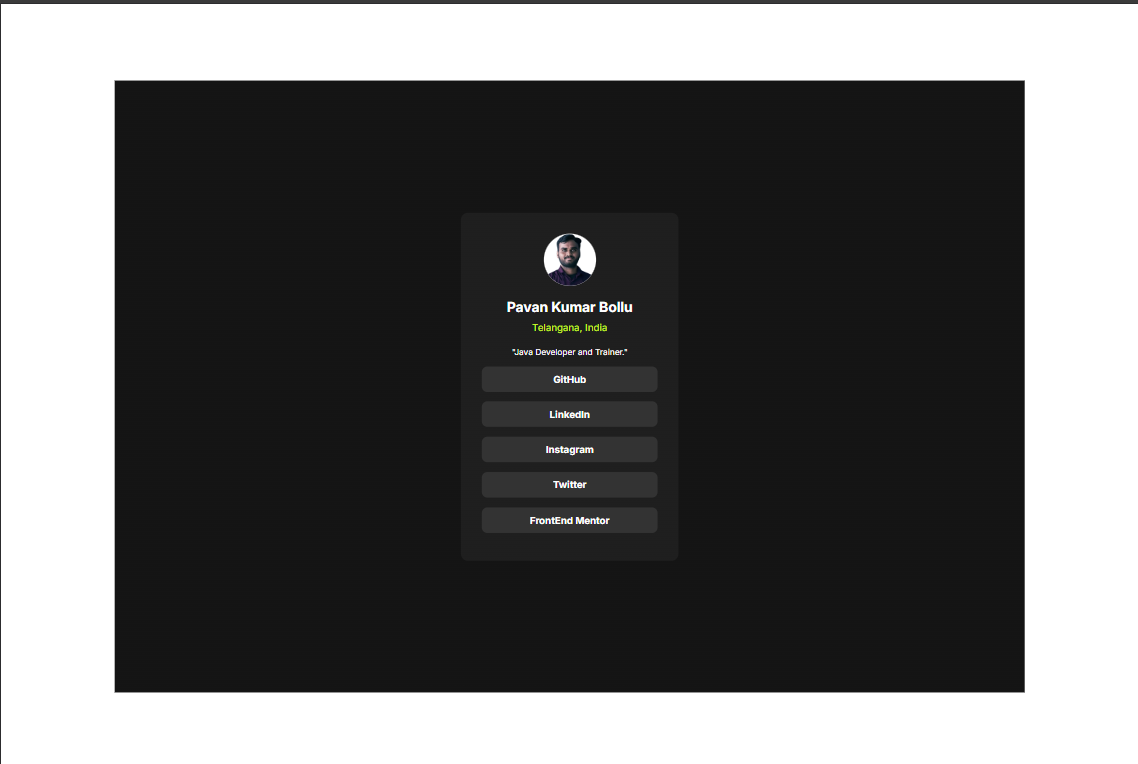 Pavan Kumar Bollu
Telangana, India
"Java Developer and Trainer."
GitHub
LinkedIn
Instagram
Twitter
FrontEnd Mentor